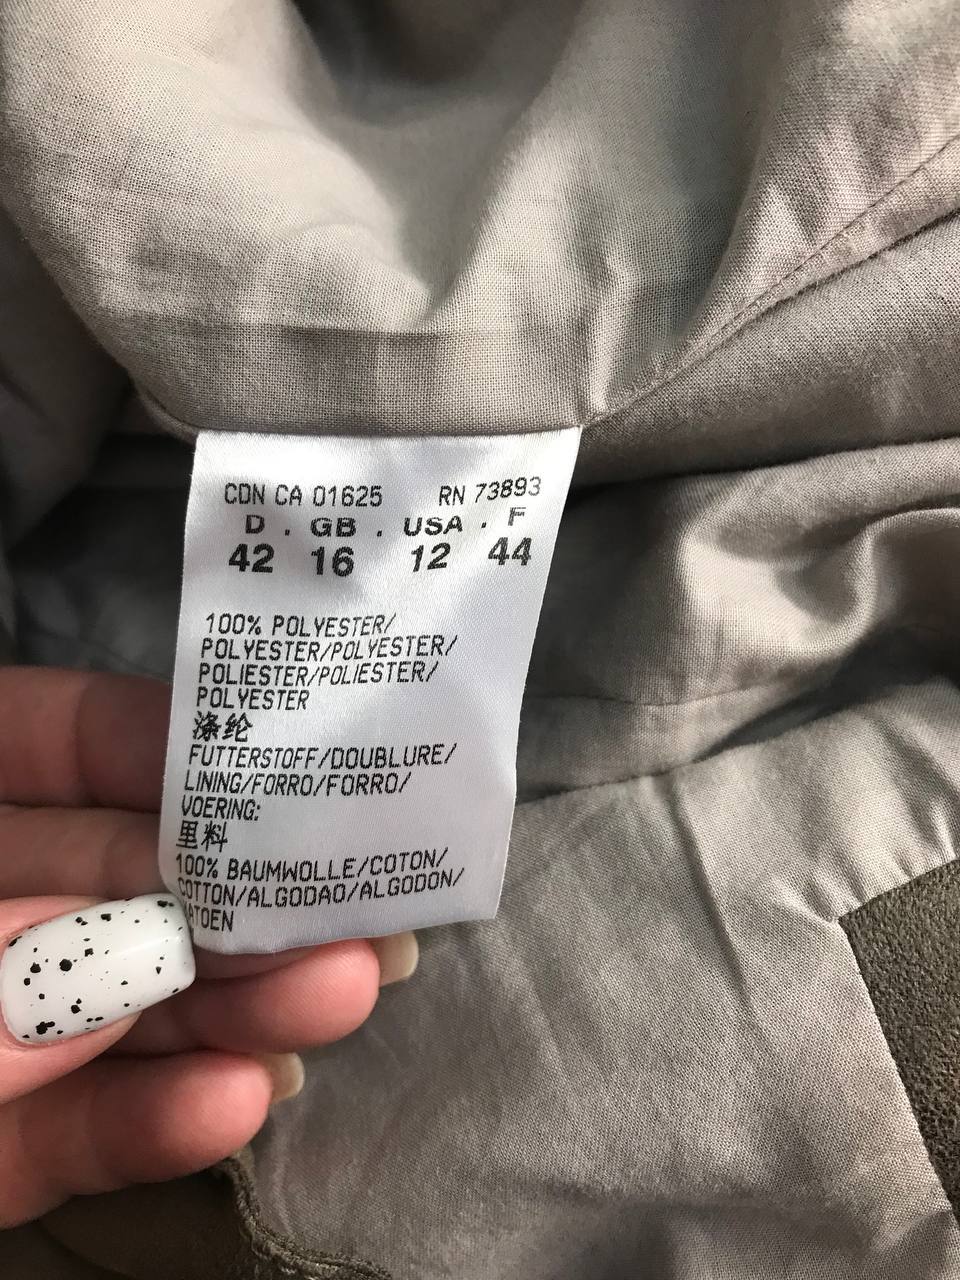 CDN CA 01625 RN 73893
D . GB . USA . F
42 16 12 44
100% POLYESTER/
POLYESTER/POLYESTER/
POLIESTER/POLIESTER/
POLYESTER
涤纶
FUTTERSTOFF/DOUBLURE/
LINING/FORRO/FORRO/
VOERING:
里料
100% BAUMWOLLE/COTON/
COTTON/ALGODAO/ALGODON/